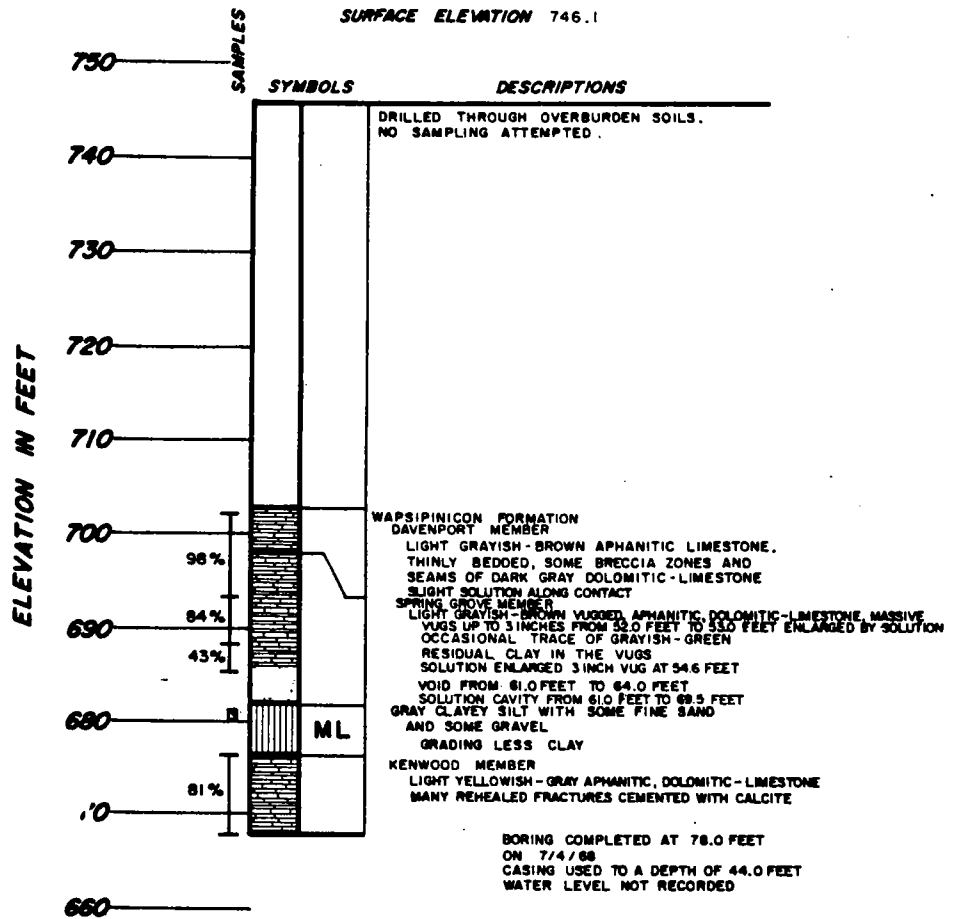 SURFACE ELEVATION 746.1
SAMPLES
SYMBOLS
DESCRIPTIONS
ELEVATION IN FEET
750
740
730
720
710
700
690
680
'0
660
98%
84%
43%
81%
ML
DRILLED THROUGH OVERBURDEN SOILS.
NO SAMPLING ATTEMPTED.
WAPSIPINICON FORMATION
DAVENPORT MEMBER
LIGHT GRAYISH-BROWN APHANITIC LIMESTONE,
THINLY BEDDED, SOME BRECCIA ZONES AND
SEAMS OF DARK GRAY DOLOMITIC-LIMESTONE
SLIGHT SOLUTION ALONG CONTACT
SPRING GROVE MEMBER
LIGHT GRAYISH-BROWN VUGGED, APHANITIC, DOLOMITIC-LIMESTONE, MASSIVE
VUGS UP TO 3 INCHES FROM 52.0 FEET TO 53.0 FEET ENLARGED BY SOLUTION
OCCASIONAL TRACE OF GRAYISH-GREEN
RESIDUAL CLAY IN THE VUGS
SOLUTION ENLARGED 3 INCH VUG AT 54.6 FEET
VOID FROM 61.0 FEET TO 64.0 FEET
SOLUTION CAVITY FROM 61.0 FEET TO 69.5 FEET
GRAY CLAYEY SILT WITH SOME FINE SAND
AND SOME GRAVEL
GRADING LESS CLAY
KENWOOD MEMBER
LIGHT YELLOWISH-GRAY APHANITIC, DOLOMITIC-LIMESTONE
MANY REHEALED FRACTURES CEMENTED WITH CALCITE
BORING COMPLETED AT 78.0 FEET
ON 7/4/68
CASING USED TO A DEPTH OF 44.0 FEET
WATER LEVEL NOT RECORDED